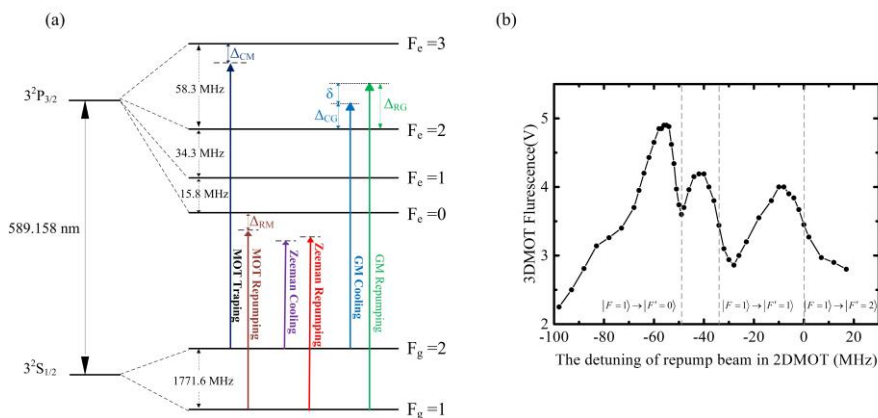 (a)
F_e =3
Δ_CM
3²P_3/2
58.3 MHz
δ
Δ_CG
Δ_RG
F_e =2
34.3 MHz
F_e =1
15.8 MHz
F_e=0
Δ_RM
589.158 nm
MOT Traping
MOT Repumping
Zeeman Cooling
Zeeman Repumping
GM Cooling
GM Repumping
F_g =2
3²S_1/2
1771.6 MHz
F_g =1
(b)
3DMOT Flurescence(V)
5
4
3
2
|F=1⟩→|F'=0⟩
|F=1⟩→|F'=1⟩
|F=1⟩→|F'=2⟩
-100 -80 -60 -40 -20 0 20
The detuning of repump beam in 2DMOT (MHz)